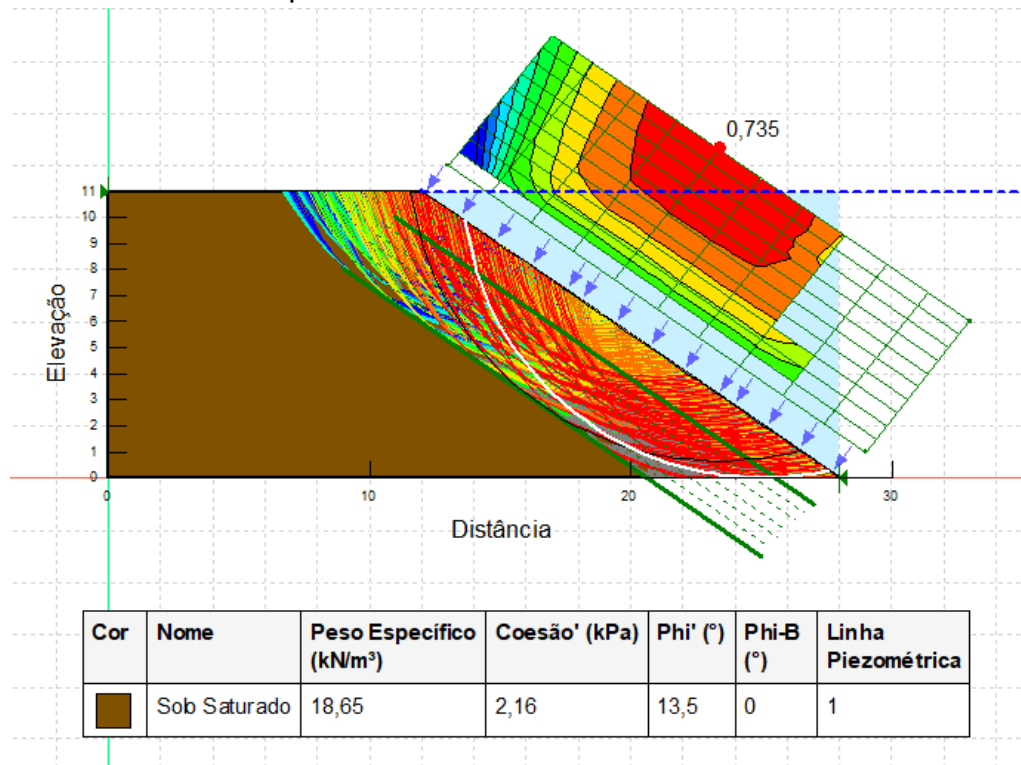 0,735
11
10
9
8
7
6
5
4
3
2
1
0
Elevação
0 10 20 30
Distância
Cor Nome Peso Específico (kN/m³) Coesão' (kPa) Phi' (°) Phi-B (°) Linha Piezométrica
Sob Saturado 18,65 2,16 13,5 0 1